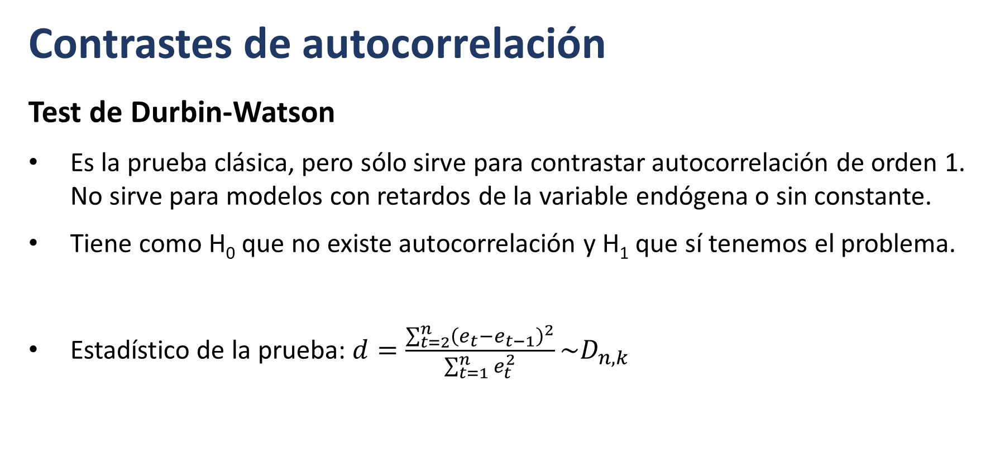 Contrastes de autocorrelación
Test de Durbin-Watson
• Es la prueba clásica, pero sólo sirve para contrastar autocorrelación de orden 1.
No sirve para modelos con retardos de la variable endógena o sin constante.
• Tiene como H₀ que no existe autocorrelación y H₁ que sí tenemos el problema.
• Estadístico de la prueba: $d = \frac{\sum_{t=2}^{n}(e_t - e_{t-1})^2}{\sum_{t=1}^{n} e_t^2} \sim D_{n,k}$